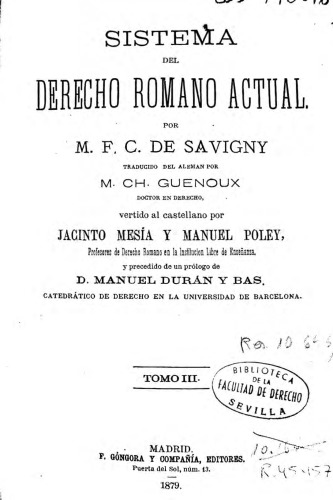 SISTEMA
DEL
DERECHO ROMANO ACTUAL.
POR
M. F. C. DE SAVIGNY
TRADUCIDO DEL ALEMAN POR
M. CH. GUENOUX
DOCTOR EN DERECHO,
vertido al castellano por
JACINTO MESÍA Y MANUEL POLEY,
Profesores de Derecho Romano en la Institucion Libre de Enseñanza,
y precedido de un prólogo de
D. MANUEL DURÁN Y BAS,
CATEDRÁTICO DE DERECHO EN LA UNIVERSIDAD DE BARCELONA.
TOMO III.
BIBLIOTECA
DE LA
FACULTAD DE DERECHO
SEVILLA
MADRID.
F. GÓNGORA Y COMPAÑÍA, EDITORES.
Puerta del Sol, núm. 13.
1879.
R. 45.457